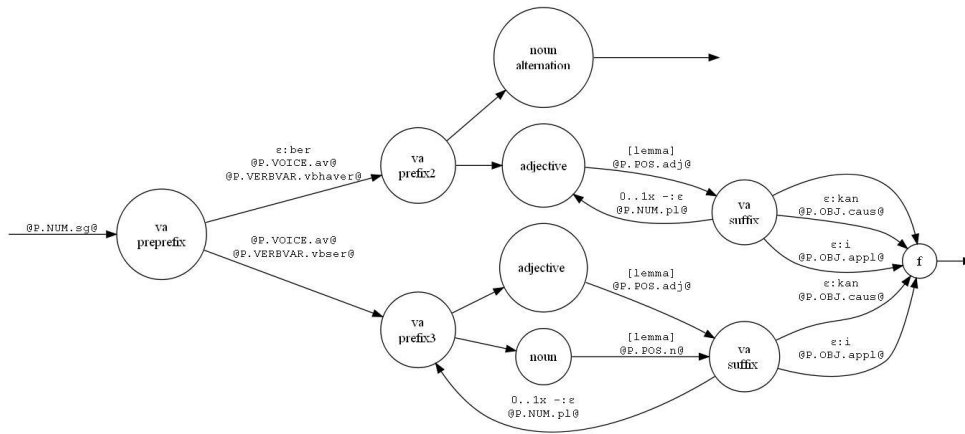 noun
alternation
ε:ber
@P.VOICE.av@
@P.VERBVAR.vbhaver@
va
prefix2
adjective
[lemma]
@P.POS.adj@
0..1x -:ε
@P.NUM.pl@
va
suffix
ε:kan
@P.OBJ.caus@
ε:i
@P.OBJ.appl@
@P.NUM.sg@
va
preprefix
@P.VOICE.av@
@P.VERBVAR.vbser@
adjective
[lemma]
@P.POS.adj@
f
ε:kan
@P.OBJ.caus@
va
prefix3
noun
[lemma]
@P.POS.n@
va
suffix
ε:i
@P.OBJ.appl@
0..1x -:ε
@P.NUM.pl@